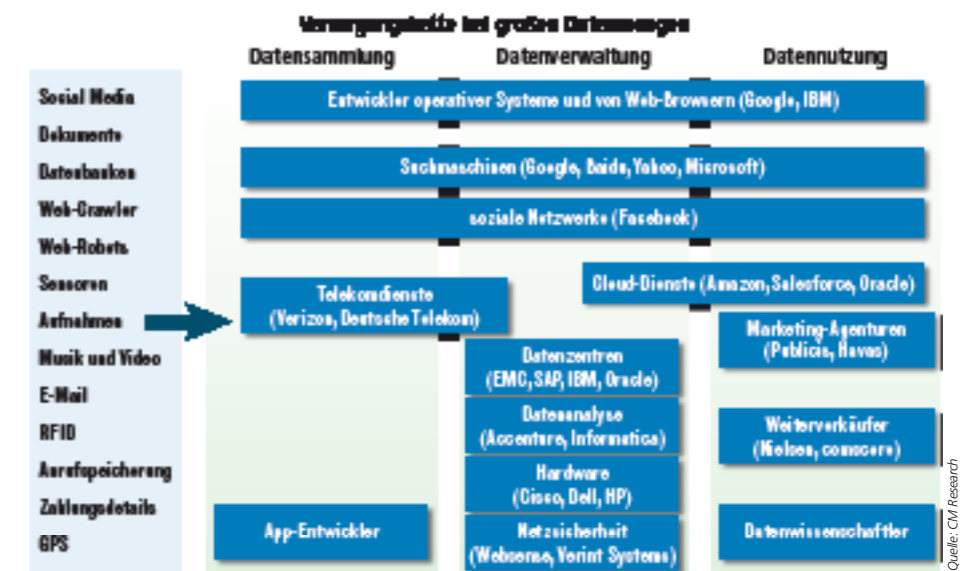 Versorgungskette bei großen Datenmengen
Datensammlung
Datenverwaltung
Datennutzung
Social Media
Dokumente
Datenbanken
Web-Crawler
Web-Robots
Sensoren
Aufnahmen
Musik und Video
E-Mail
RFID
Anrufspeicherung
Zahlungsdetails
GPS
Entwickler operativer Systeme und von Web-Browsern (Google, IBM)
Suchmaschinen (Google, Baidu, Yahoo, Microsoft)
soziale Netzwerke (Facebook)
Telekomdienste
(Verizon, Deutsche Telekom)
Cloud-Dienste (Amazon, Salesforce, Oracle)
Datenzentren
(EMC, SAP, IBM, Oracle)
Datenanalyse
(Accenture, Informatica)
Hardware
(Cisco, Dell, HP)
Netzsicherheit
(Websense, Verint Systems)
Marketing-Agenturen
(Publicis, Havas)
Weiterverkäufer
(Nielsen, comscore)
App-Entwickler
Datenwissenschaftler
Quelle: CM Research